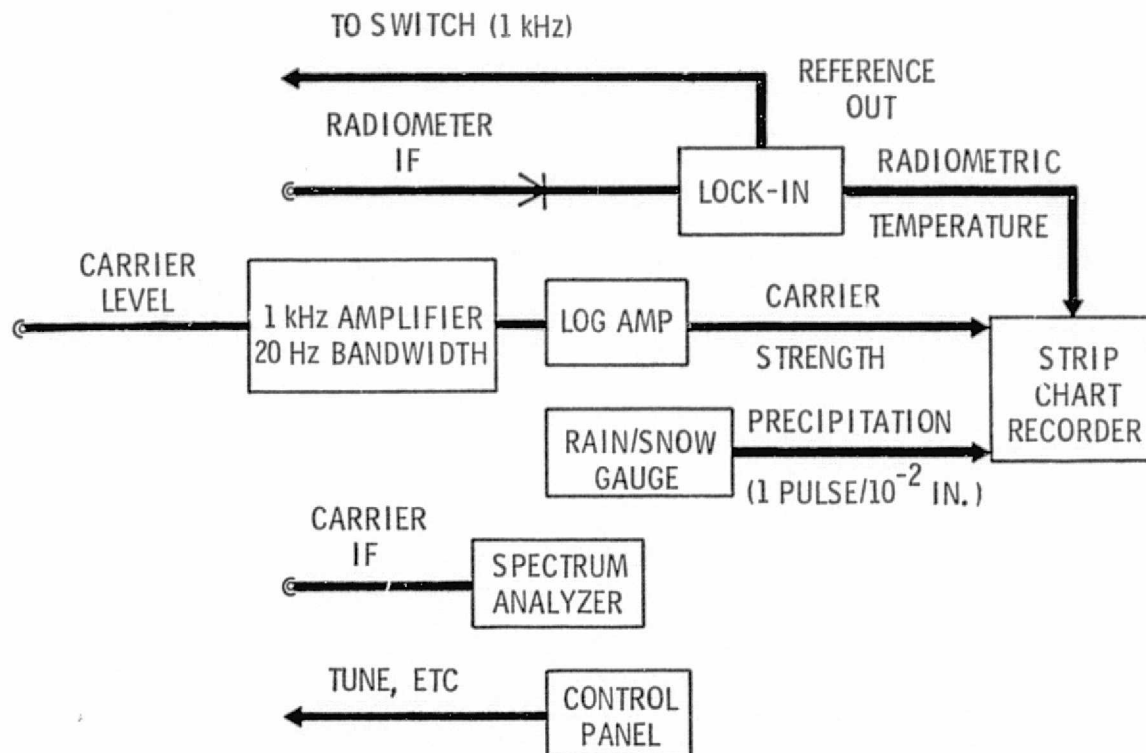 TO SWITCH (1 kHz)
REFERENCE
OUT
RADIOMETER
IF
LOCK-IN
RADIOMETRIC
TEMPERATURE
CARRIER
LEVEL
1 kHz AMPLIFIER
20 Hz BANDWIDTH
LOG AMP
CARRIER
STRENGTH
STRIP
CHART
RECORDER
RAIN/SNOW
GAUGE
PRECIPITATION
(1 PULSE/10⁻² IN.)
CARRIER
IF
SPECTRUM
ANALYZER
TUNE, ETC
CONTROL
PANEL